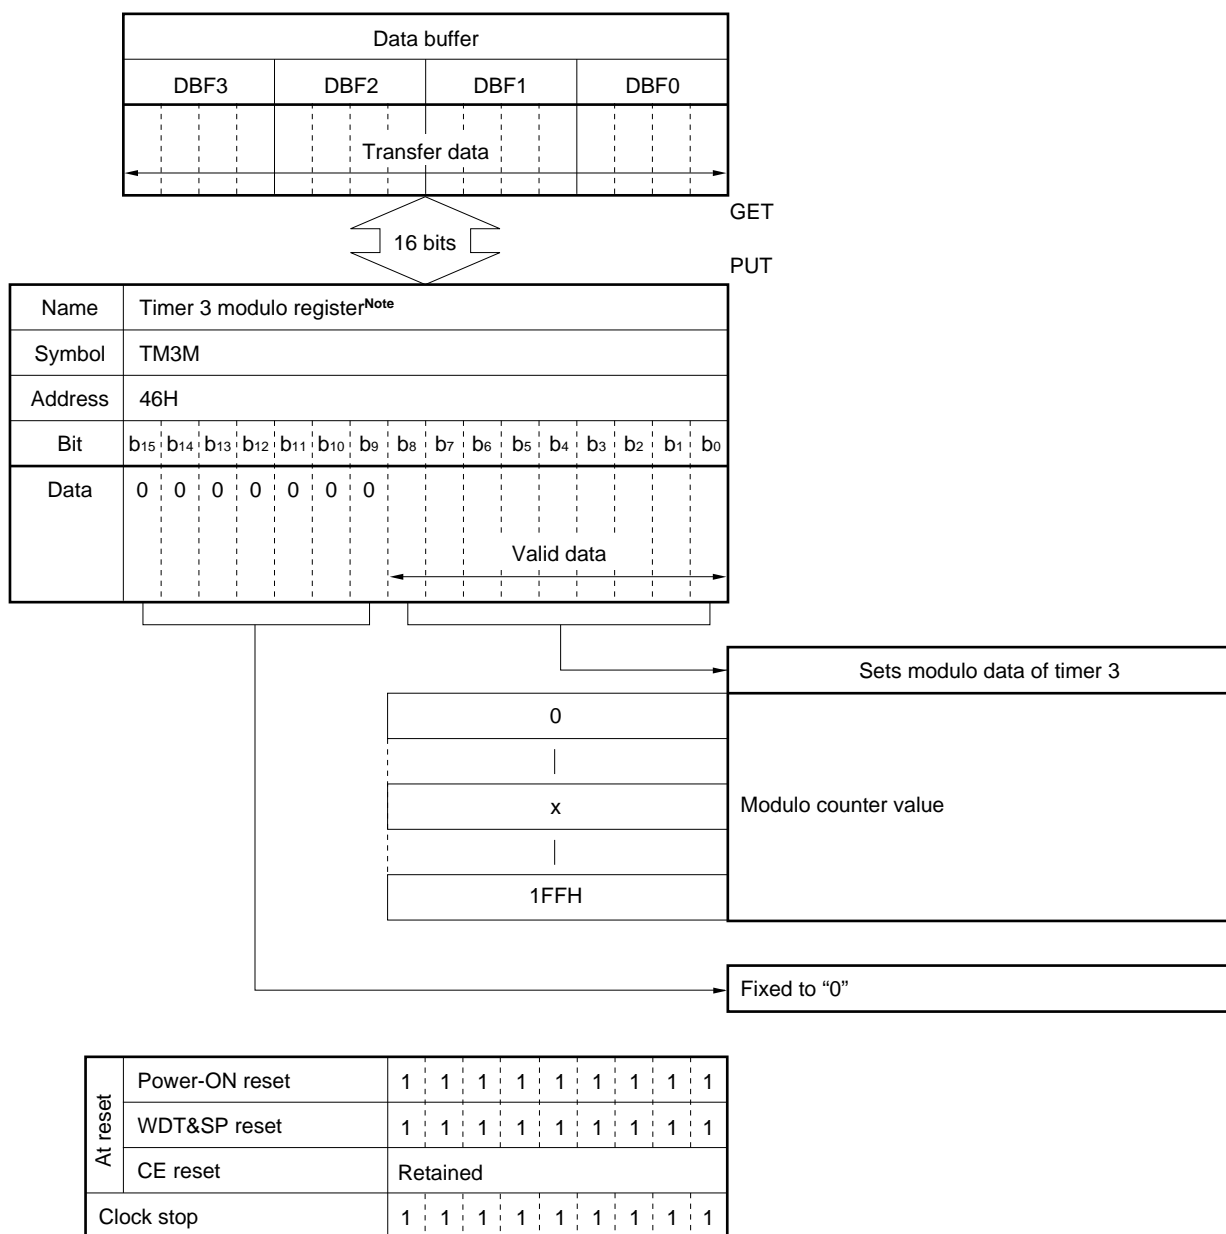 Data buffer
DBF3 DBF2 DBF1 DBF0
Transfer data
GET
16 bits
PUT
Name Timer 3 modulo registerNote
Symbol TM3M
Address 46H
Bit b15 b14 b13 b12 b11 b10 b9 b8 b7 b6 b5 b4 b3 b2 b1 b0
Data 0 0 0 0 0 0 0
Valid data
Sets modulo data of timer 3
0
x
Modulo counter value
1FFH
Fixed to “0”
At reset
Power-ON reset 1 1 1 1 1 1 1 1 1
WDT&SP reset 1 1 1 1 1 1 1 1 1
CE reset Retained
Clock stop 1 1 1 1 1 1 1 1 1